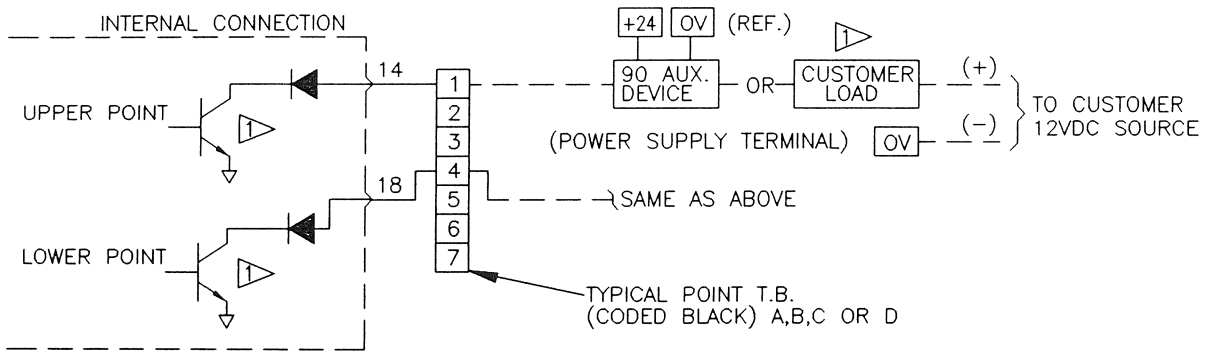 INTERNAL CONNECTION
+24 OV (REF.)
1
14
1
90 AUX. DEVICE
OR
CUSTOMER LOAD
(+)
UPPER POINT
1
2
3
(POWER SUPPLY TERMINAL) OV (-)
TO CUSTOMER
12VDC SOURCE
18
4
5
SAME AS ABOVE
6
LOWER POINT
1
7
TYPICAL POINT T.B.
(CODED BLACK) A,B,C OR D